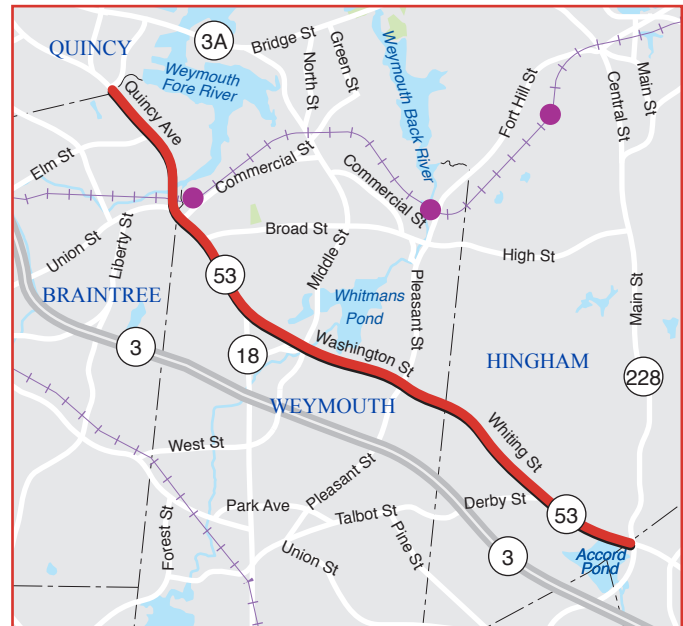 QUINCY
3A
Bridge St
Green St
North St
Weymouth
Fore River
Weymouth Back River
Fort Hill St
Main St
Central St
Quincy Ave
Elm St
Commercial St
Commercial St
Union St
Liberty St
Broad St
Middle St
High St
53
Pleasant St
Whitmans
Pond
Main St
BRAINTREE
3
18
Washington St
HINGHAM
228
WEYMOUTH
Whiting St
West St
Pleasant St
Derby St
Park Ave
Talbot St
53
Forest St
Union St
Pine St
3
Accord
Pond